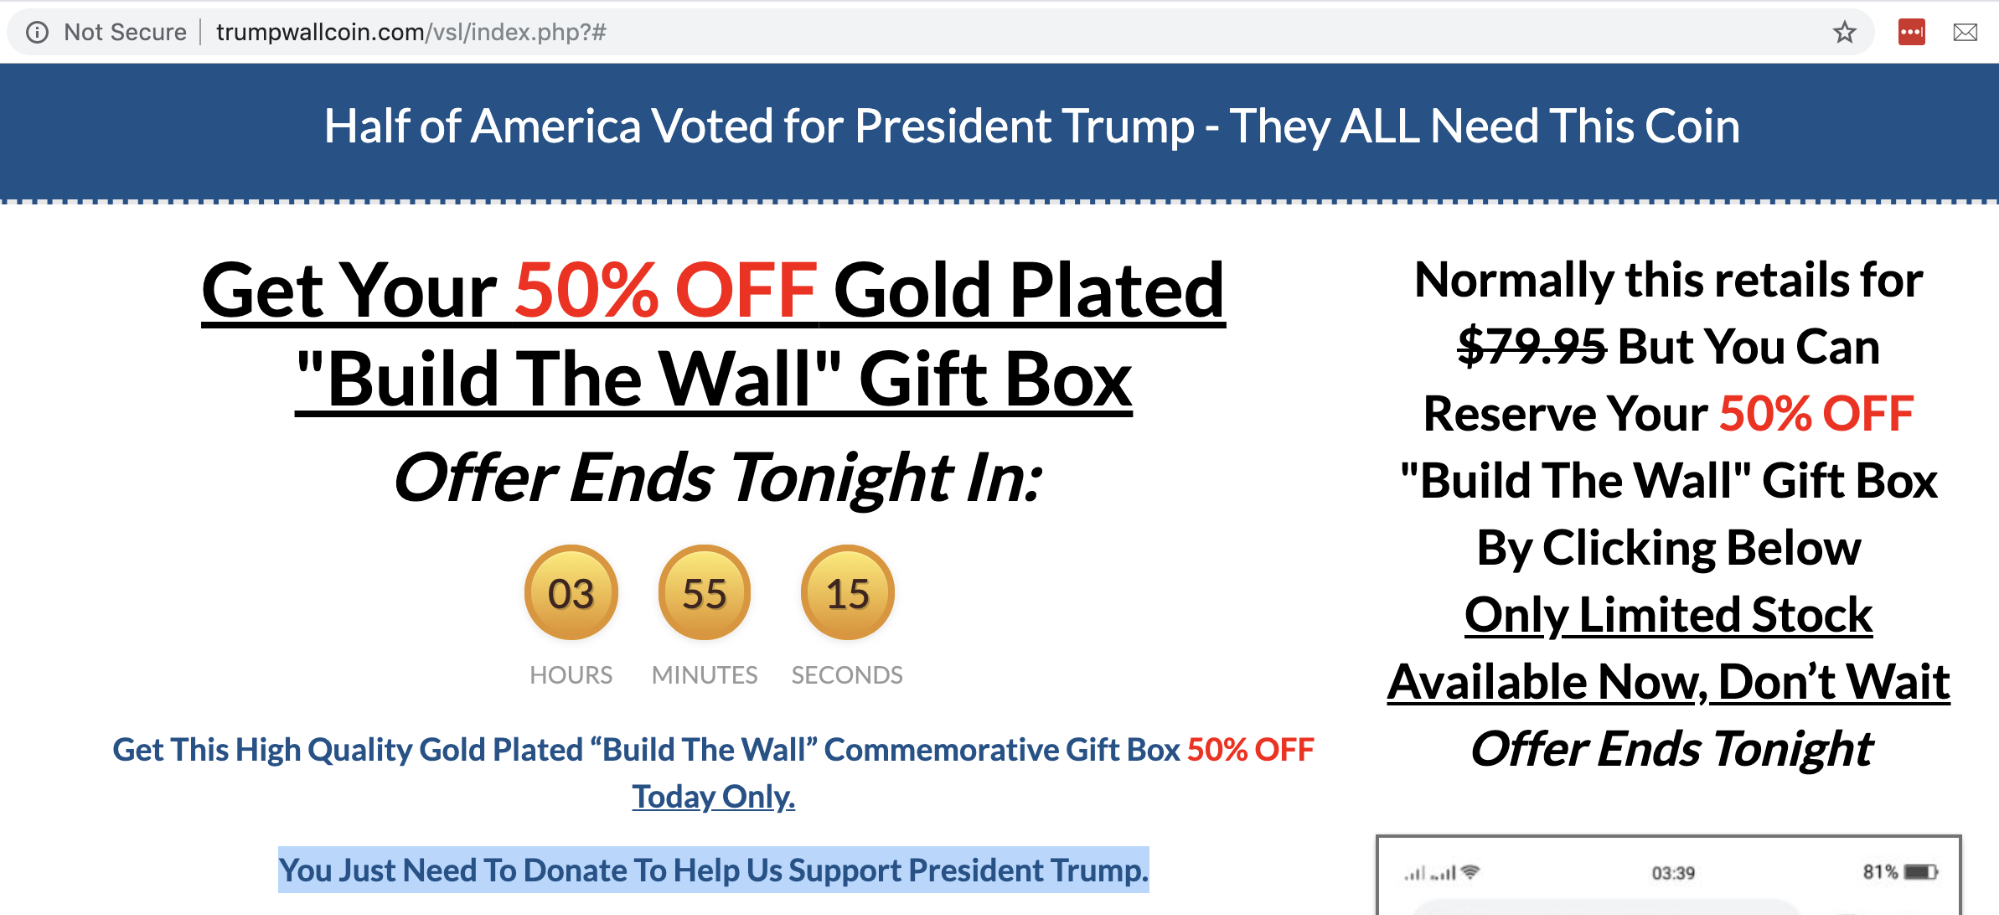 Not Secure | trumpwallcoin.com/vsl/index.php?#
Half of America Voted for President Trump - They ALL Need This Coin
Get Your 50% OFF Gold Plated
"Build The Wall" Gift Box
Offer Ends Tonight In:
03 55 15
HOURS MINUTES SECONDS
Get This High Quality Gold Plated “Build The Wall” Commemorative Gift Box 50% OFF
Today Only.
You Just Need To Donate To Help Us Support President Trump.
Normally this retails for
$79.95 But You Can
Reserve Your 50% OFF
"Build The Wall" Gift Box
By Clicking Below
Only Limited Stock
Available Now, Don’t Wait
Offer Ends Tonight
03:39 81%